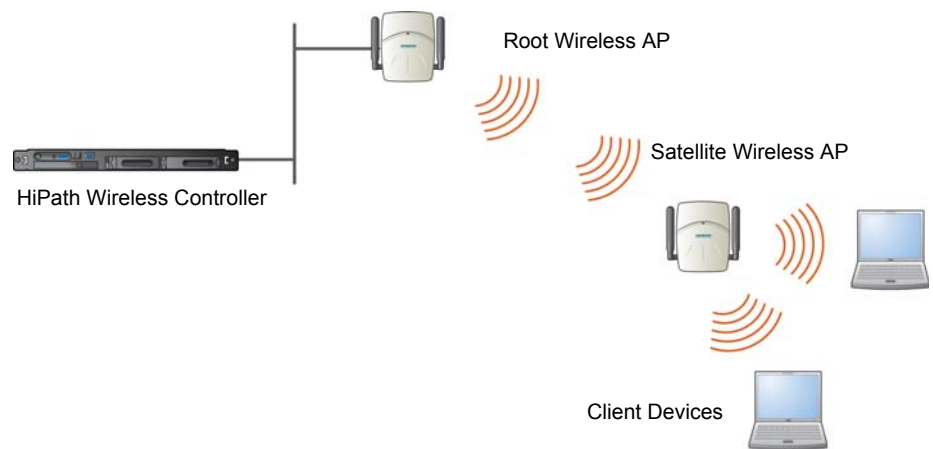 Root Wireless AP
Satellite Wireless AP
HiPath Wireless Controller
Client Devices